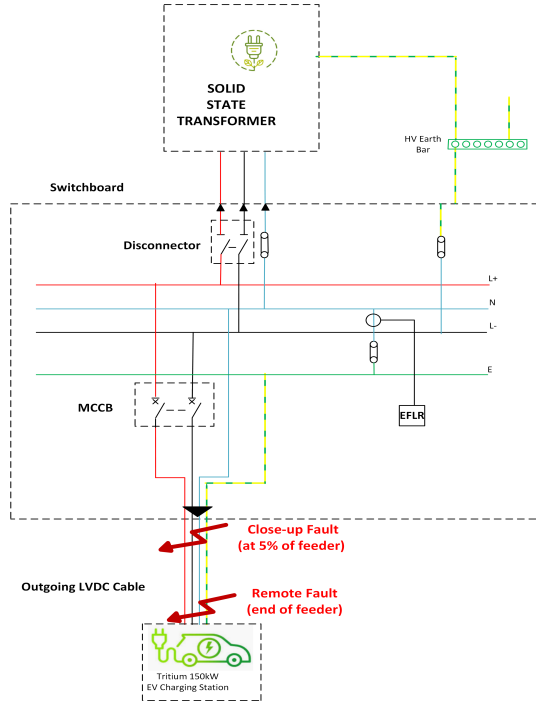 SOLID
STATE
TRANSFORMER
HV Earth
Bar
Switchboard
Disconnector
L+
N
L-
E
MCCB
EFLR
Close-up Fault
(at 5% of feeder)
Outgoing LVDC Cable
Remote Fault
(end of feeder)
Tritium 150kW
EV Charging Station